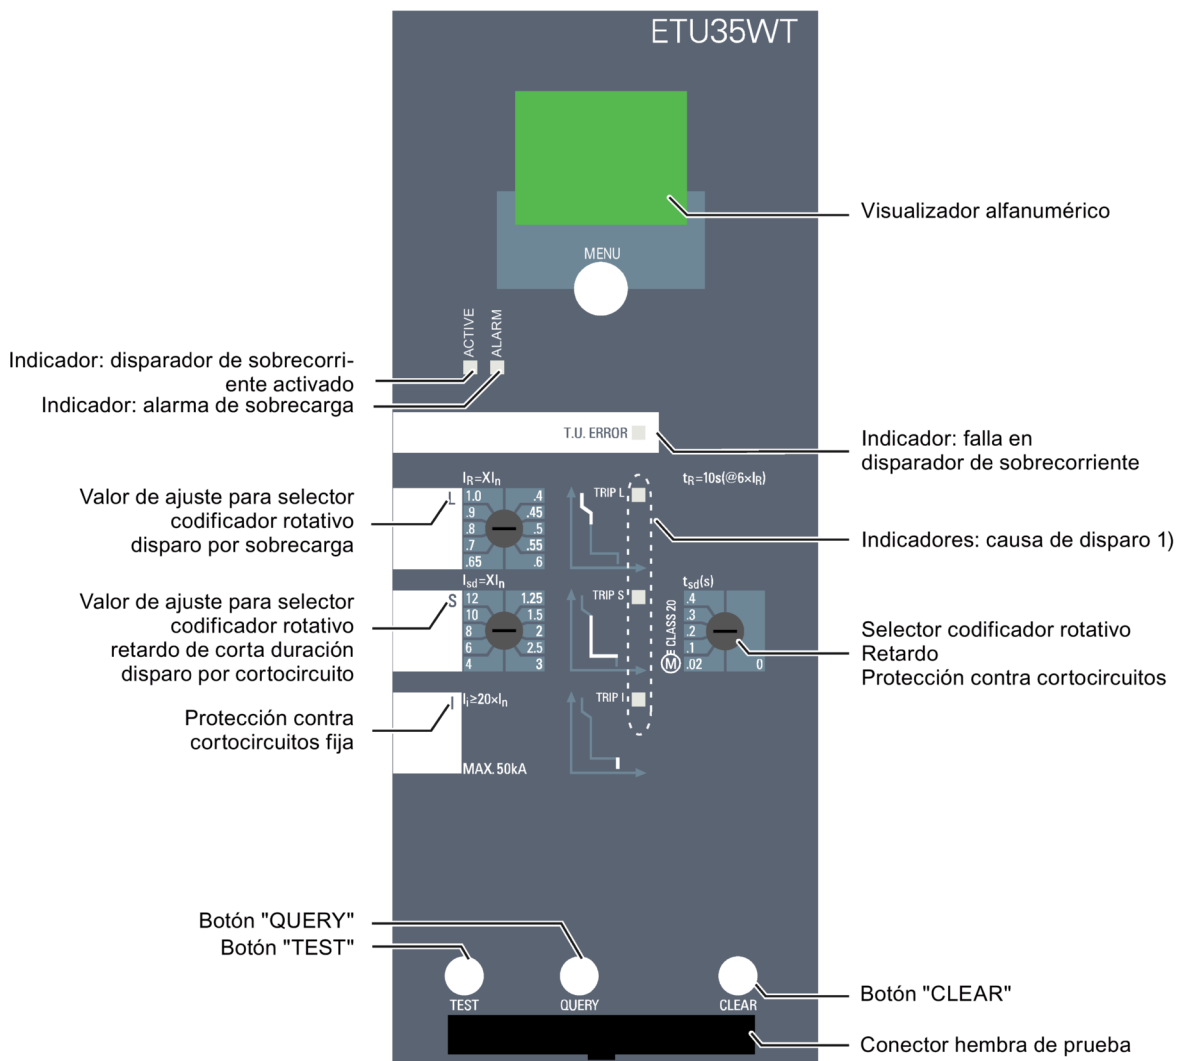 ETU35WT
Visualizador alfanumérico
MENU
ACTIVE
ALARM
Indicador: disparador de sobrecorri-
ente activado
Indicador: alarma de sobrecarga
T.U. ERROR
Indicador: falla en
disparador de sobrecorriente
Valor de ajuste para selector
codificador rotativo
disparo por sobrecarga
L
IR=XIn
1.0 .4
.9 .45
.8 .5
.7 .55
.65 .6
TRIP L
tR=10s(@6×IR)
Indicadores: causa de disparo 1)
Valor de ajuste para selector
codificador rotativo
retardo de corta duración
disparo por cortocircuito
S
Isd=XIn
12 1.25
10 1.5
8 2
6 2.5
4 3
TRIP S
E CLASS 20
M
tsd(s)
.4
.3
.2
.1
.02 0
Selector codificador rotativo
Retardo
Protección contra cortocircuitos
Protección contra
cortocircuitos fija
I
Ii≥20×In
TRIP I
MAX. 50kA
Botón "QUERY"
Botón "TEST"
TEST
QUERY
CLEAR
Botón "CLEAR"
Conector hembra de prueba